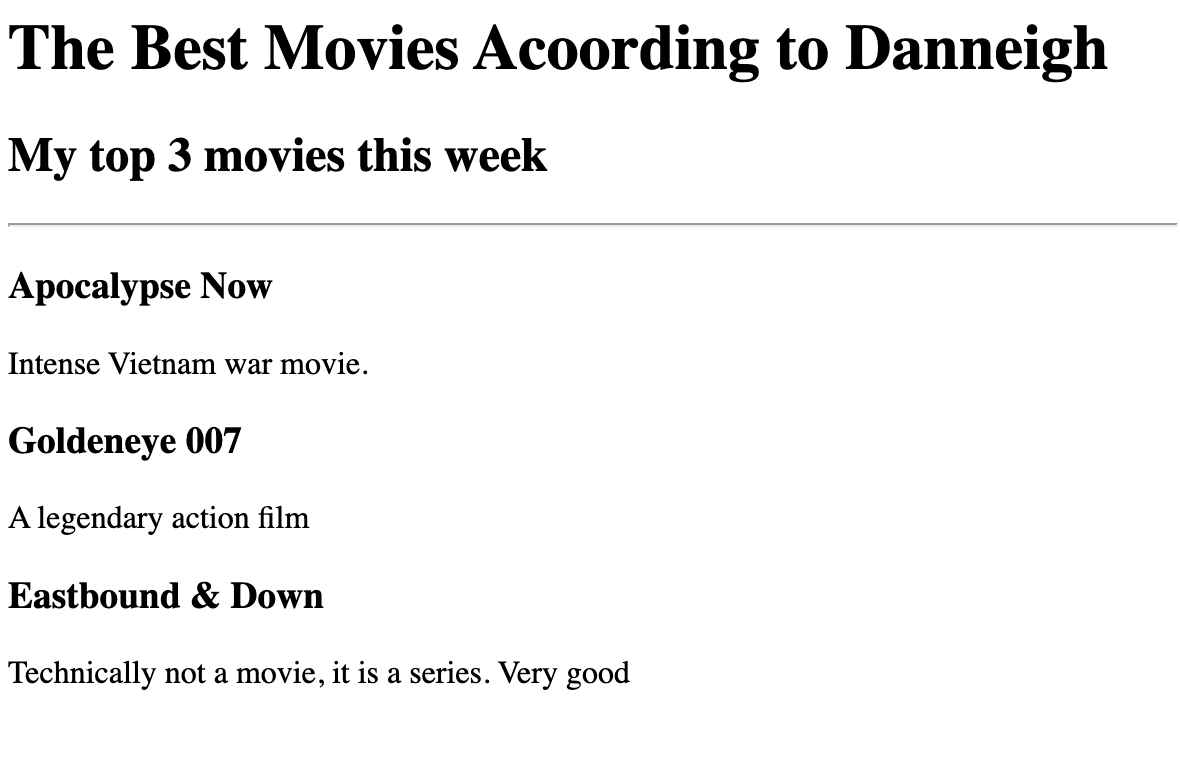 The Best Movies Acoording to Danneigh
My top 3 movies this week
Apocalypse Now
Intense Vietnam war movie.
Goldeneye 007
A legendary action film
Eastbound & Down
Technically not a movie, it is a series. Very good